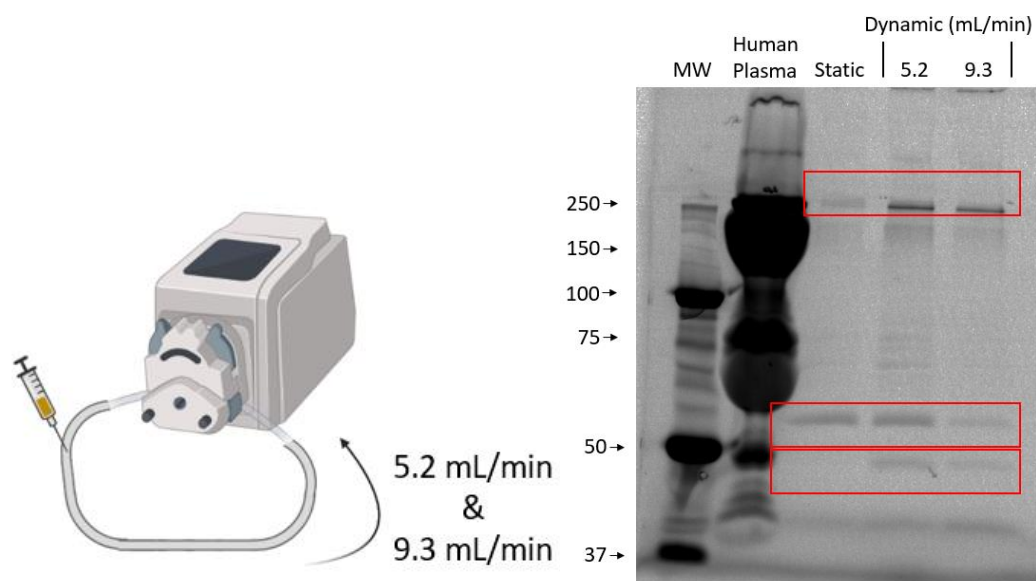 5.2 mL/min
&
9.3 mL/min
Dynamic (mL/min)
Human
MW Plasma Static 5.2 9.3
250
150
100
75
50
37